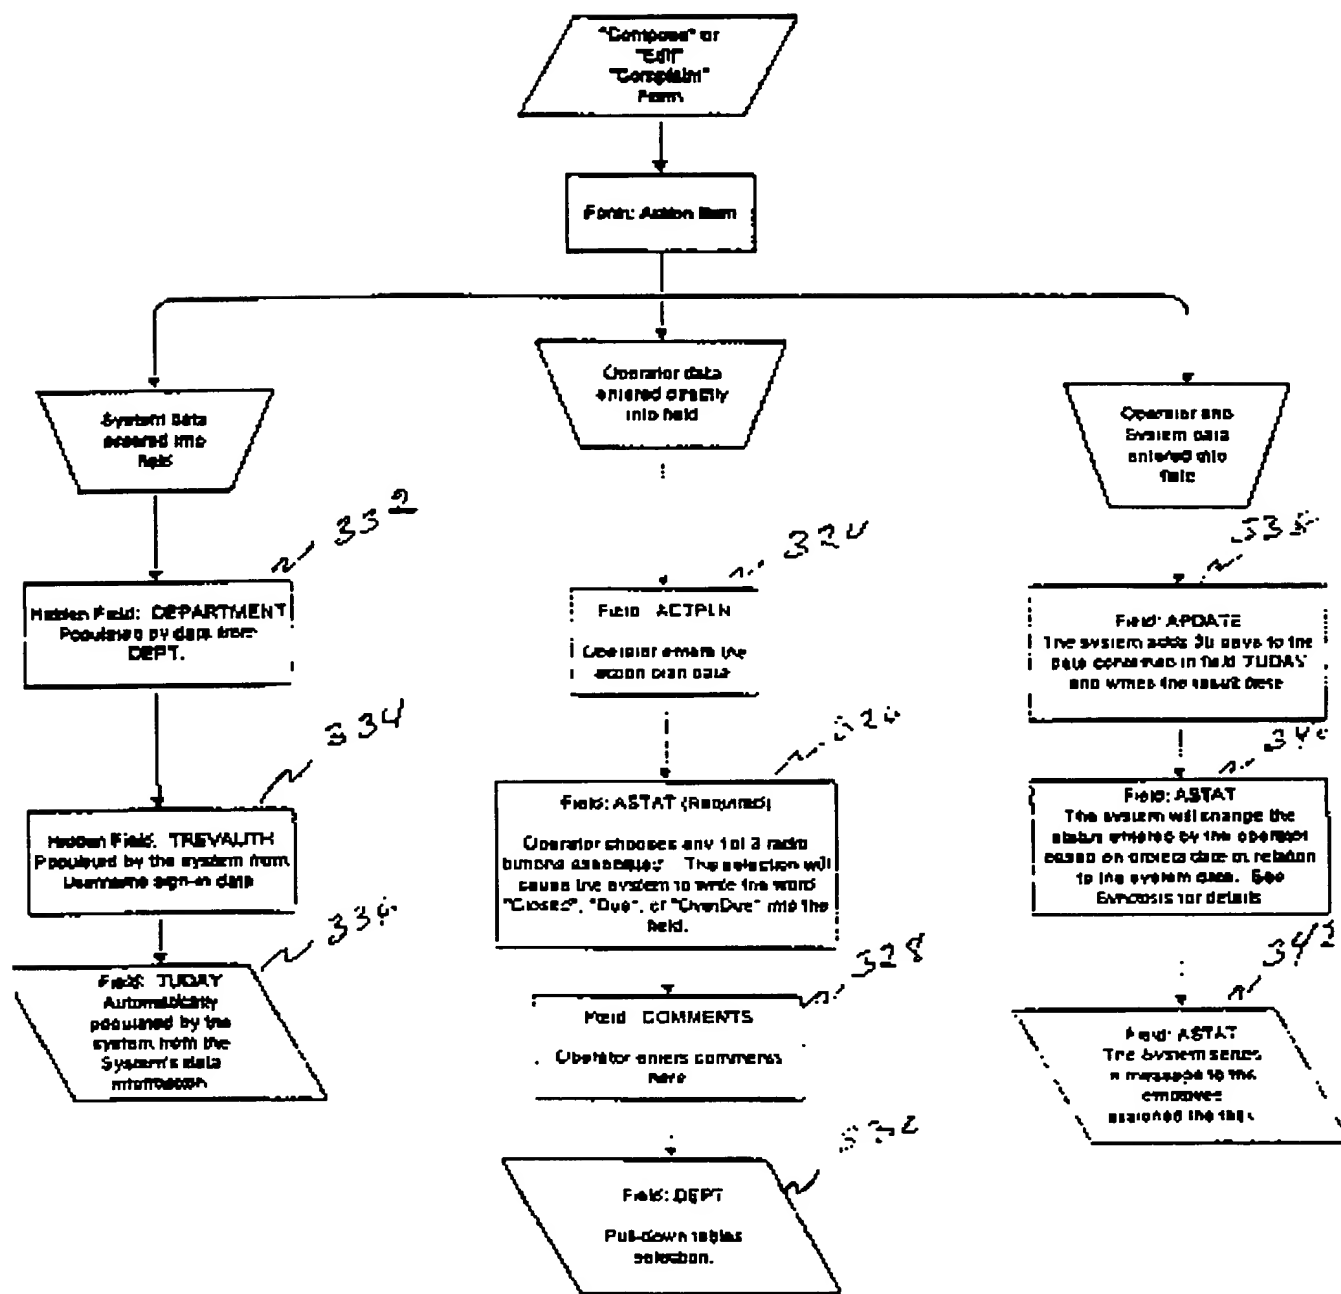 "Compose" or
"Edit"
"Complaint"
Form
Form: Action Item
System data
entered into
field
Operator data
entered directly
into field
Operator and
System data
entered into
field
332
Hidden Field: DEPARTMENT
Populated by data from
DEPT.
334
Hidden Field:
Populated by the system from
Username sign-in data
336
Field: TODAY
Automatically
populated by the
system from the
System's data
information
324
Field: ACTPLN
Operator enters the
action plan data
Field: ASTAT (Required)
Operator chooses any 1 of 3 radio
buttons The selection will
cause the system to write the word
"Closed", "Due", or "OverDue" into the
field.
328
Field: COMMENTS
Operator enters comments
here
Field: DEPT
Pull-down tables
selection.
Field: APDATE
The system adds 30 days to the
data contained in field TODAY
and writes the result here
340
Field: ASTAT
The system will change the
status entered by the operator
based on date in relation
to the system date. See
Synopsis for details
342
Field: ASTAT
The System
a message to the
employee
assigned the task.